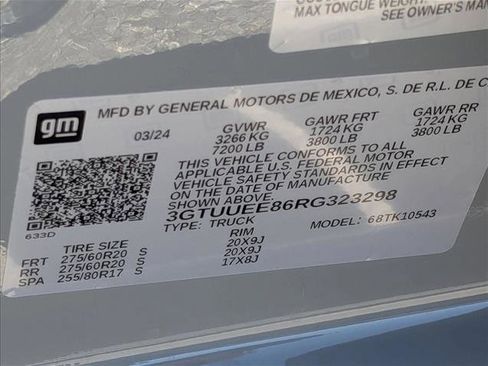 MAX TONGUE WEIGHT,
SEE OWNER'S MAN
gm
MFD BY GENERAL MOTORS DE MEXICO, S. DE R.L. DE C
03/24 GVWR GAWR FRT GAWR RR
3266 KG 1724 KG 1724 KG
7200 LB 3800 LB 3800 LB
THIS VEHICLE CONFORMS TO ALL
APPLICABLE U.S. FEDERAL MOTOR
VEHICLE SAFETY STANDARDS IN EFFECT
ON THE DATE OF MANUFACTURE
SHOWN ABOVE.
3GTUUEE86RG323298
TYPE: TRUCK MODEL: 6BTK10543
633D
TIRE SIZE RIM
FRT 275/60R20 S 20X9J
RR 275/60R20 S 20X9J
SPA 255/80R17 S 17X8J